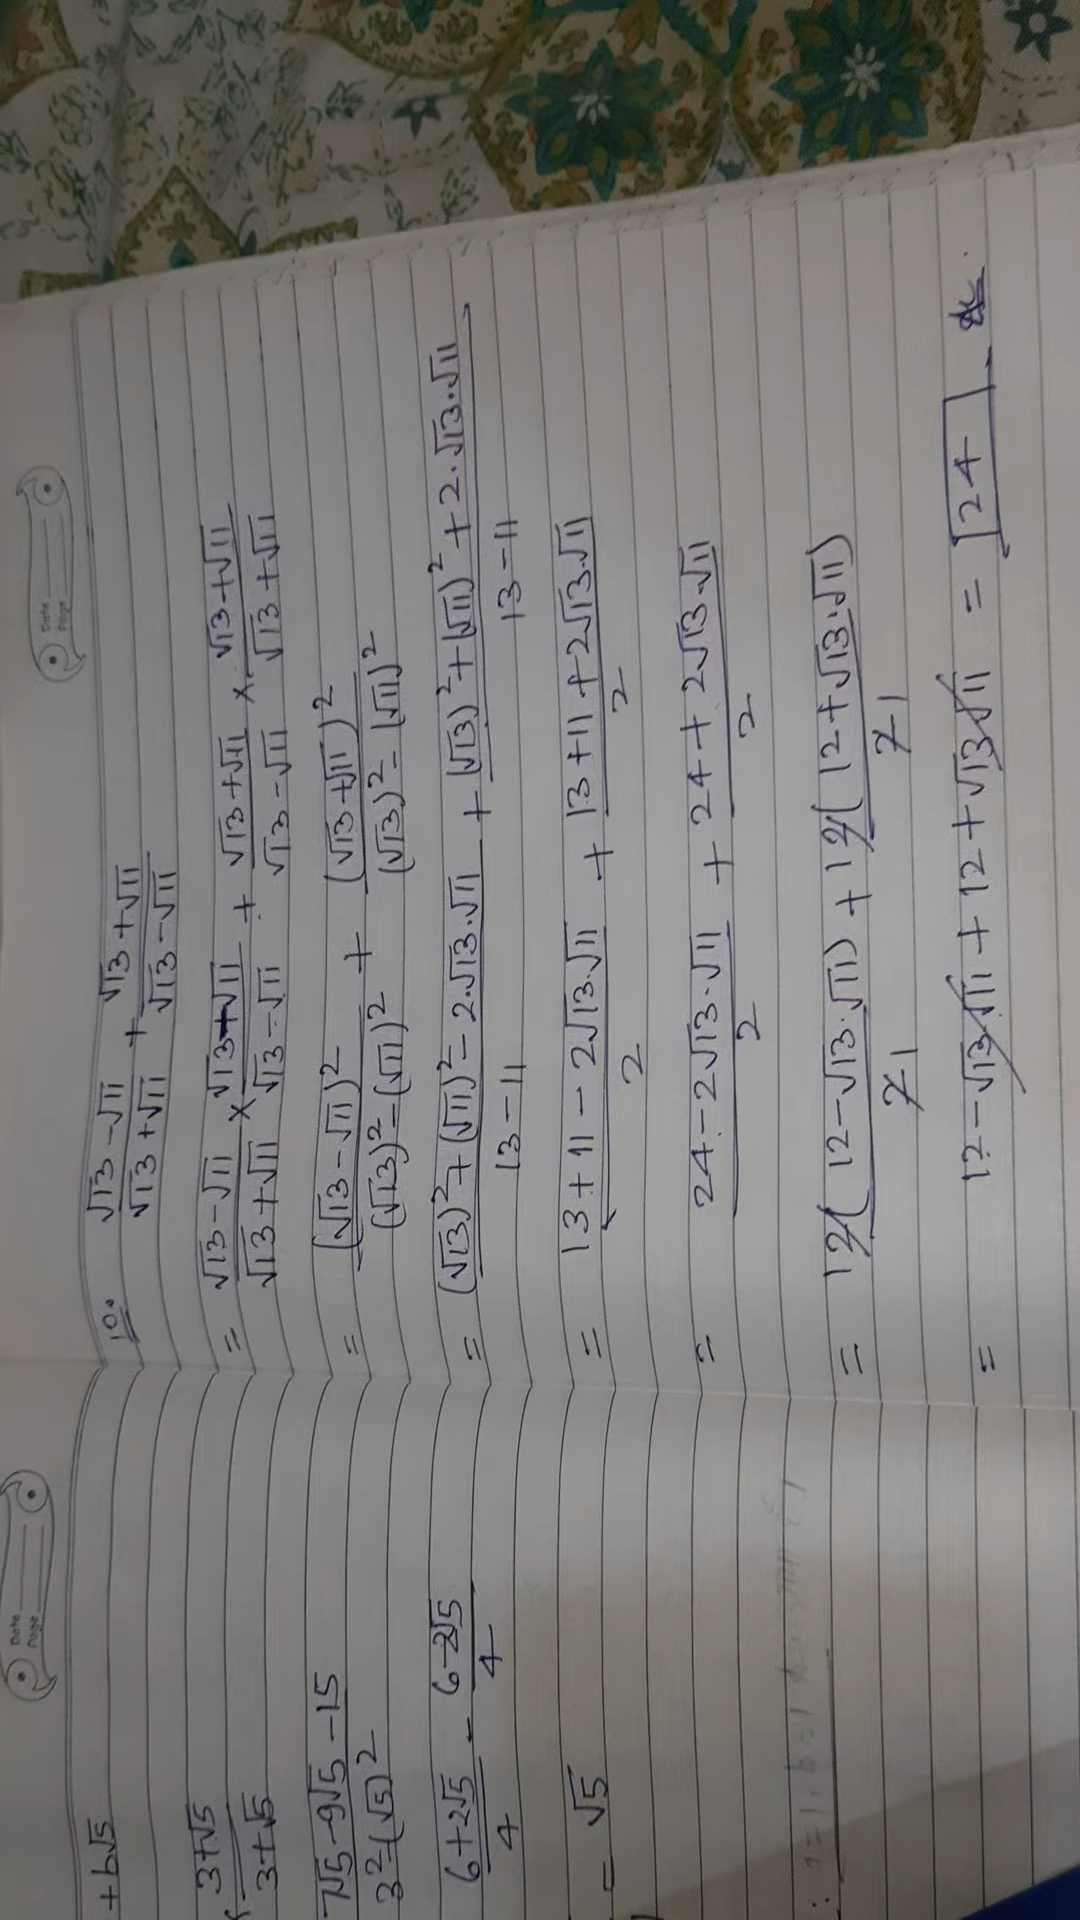 Date
Page
+b√5
3+√5
3+√5
7√5-9√5-15
3²-(√5)²
6+2√5/4 - 6-2√5/4
= √5
Date
Page
10. √13-√11/√13+√11 + √13+√11/√13-√11
= √13-√11/√13+√11 × √13+√11/√13-√11 + √13+√11/√13-√11 × √13+√11/√13+√11
= (√13-√11)²/(√13)²-(√11)² + (√13+√11)²/(√13)²-(√11)²
= (√13)²+(√11)²-2·√13·√11/13-11 + (√13)²+(√11)²+2·√13·√11/13-11
= 13+11-2√13·√11/2 + 13+11+2√13·√11/2
= 24-2√13·√11/2 + 24+2√13·√11/2
= 2(12-√13·√11)/2 1 + 2(12+√13·√11)/2 1
= 12-√13√11+12+√13√11 = 24